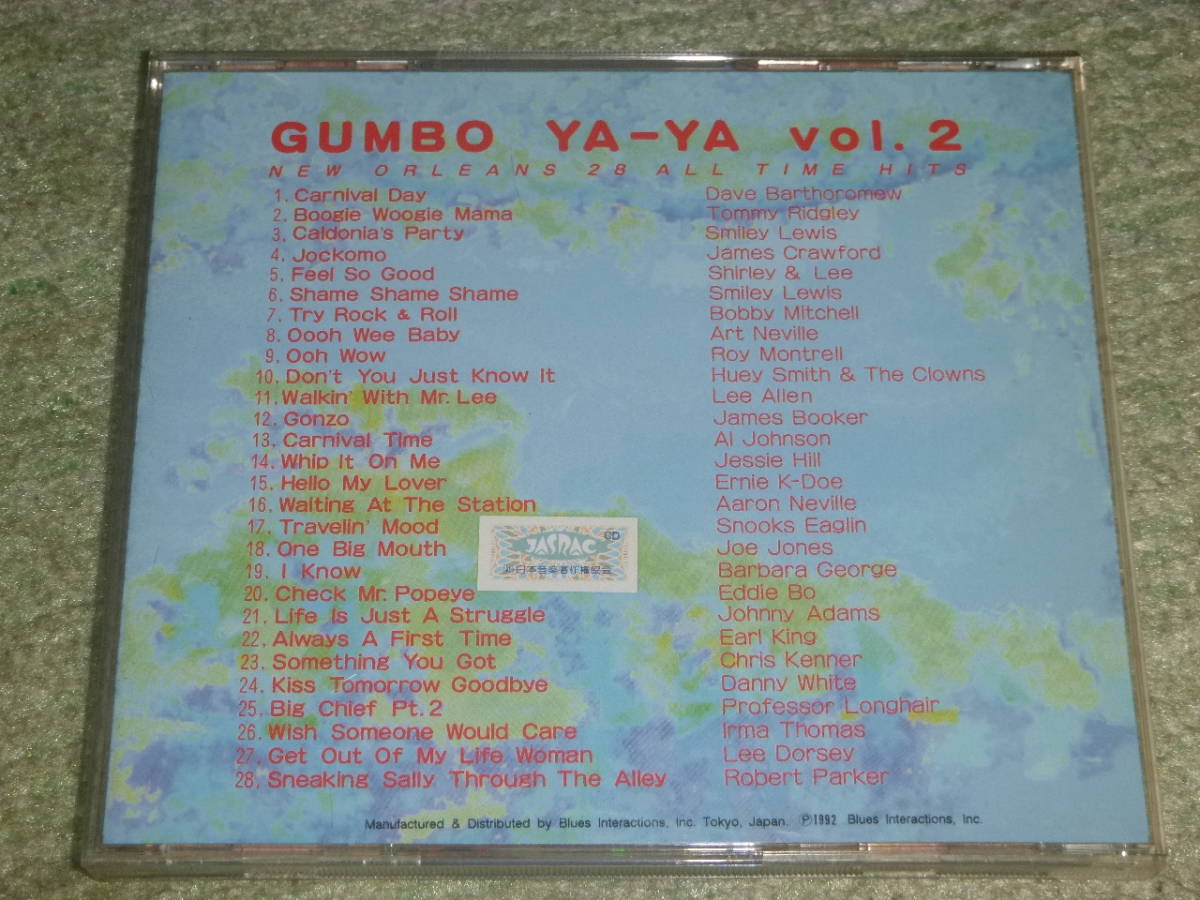 GUMBO YA-YA vol. 2
NEW ORLEANS 28 ALL TIME HITS
1. Carnival Day Dave Barthoromew
2. Boogie Woogie Mama Tommy Ridgley
3. Caldonia's Party Smiley Lewis
4. Jockomo James Crawford
5. Feel So Good Shirley & Lee
6. Shame Shame Shame Smiley Lewis
7. Try Rock & Roll Bobby Mitchell
8. Oooh Wee Baby Art Neville
9. Ooh Wow Roy Montrell
10. Don't You Just Know It Huey Smith & The Clowns
11. Walkin' With Mr. Lee Lee Allen
12. Gonzo James Booker
13. Carnival Time Al Johnson
14. Whip It On Me Jessie Hill
15. Hello My Lover Ernie K-Doe
16. Waiting At The Station Aaron Neville
17. Travelin' Mood Snooks Eaglin
18. One Big Mouth Joe Jones
19. I Know Barbara George
20. Check Mr. Popeye Eddie Bo
21. Life Is Just A Struggle Johnny Adams
22. Always A First Time Earl King
23. Something You Got Chris Kenner
24. Kiss Tomorrow Goodbye Danny White
25. Big Chief Pt. 2 Professor Longhair
26. Wish Someone Would Care Irma Thomas
27. Get Out Of My Life Woman Lee Dorsey
28. Sneaking Sally Through The Alley Robert Parker
CD
JASRAC
日本音楽著作権協会
Manufactured & Distributed by Blues Interactions, Inc. Tokyo, Japan. Ⓟ1992 Blues Interactions, Inc.